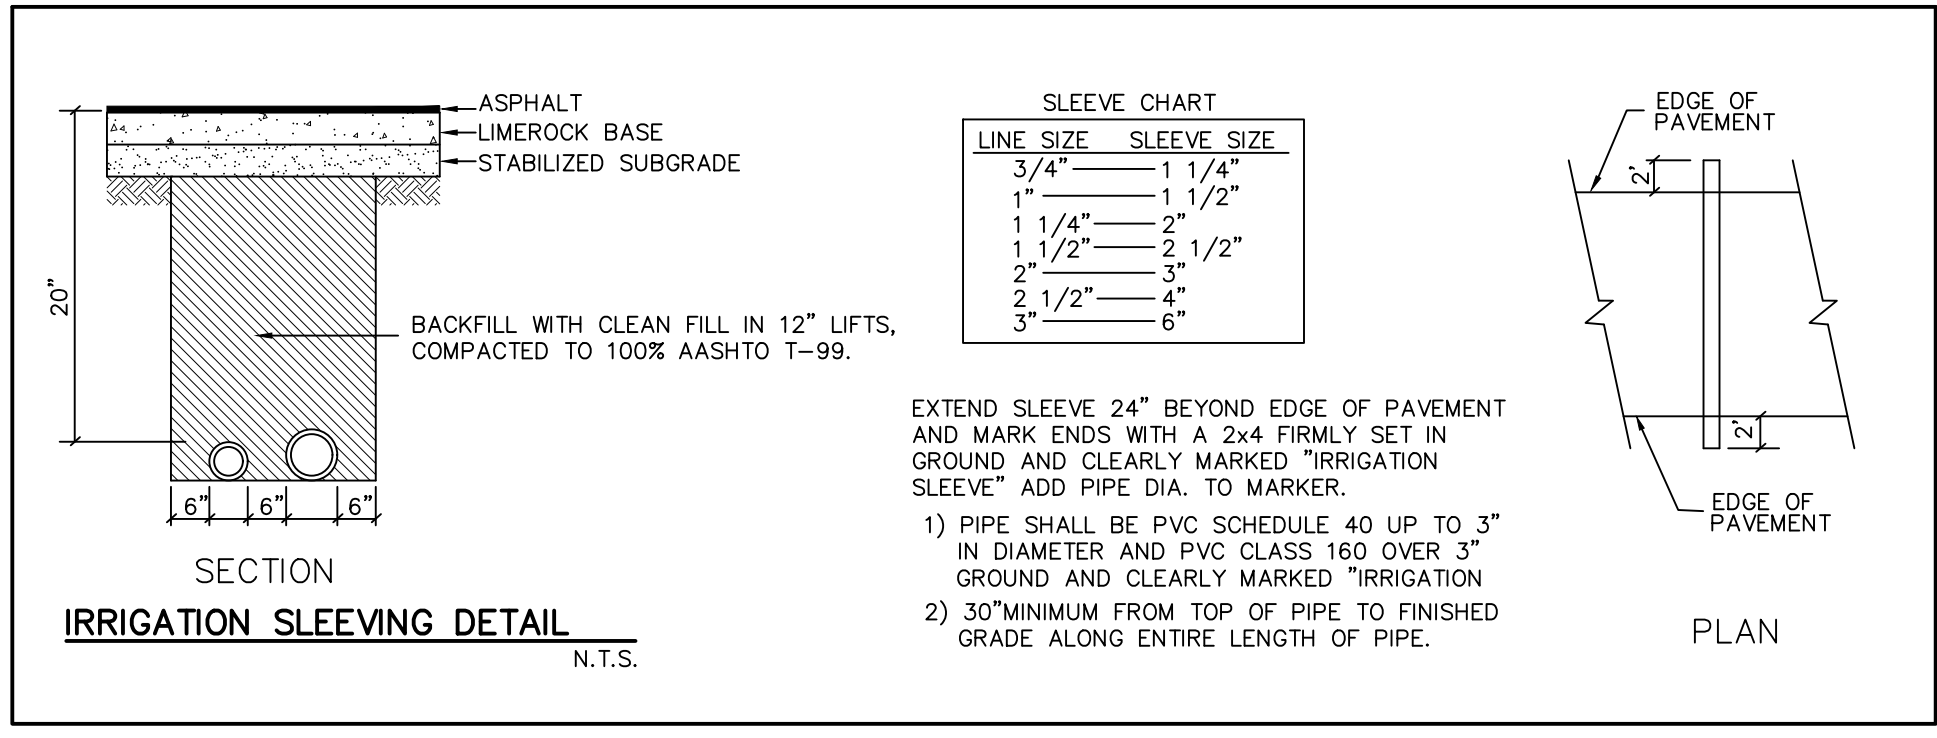 ASPHALT
LIMEROCK BASE
STABILIZED SUBGRADE
20”
BACKFILL WITH CLEAN FILL IN 12” LIFTS,
COMPACTED TO 100% AASHTO T-99.
6” 6” 6”
SECTION
IRRIGATION SLEEVING DETAIL
N.T.S.
SLEEVE CHART
LINE SIZE SLEEVE SIZE
3/4” 1 1/4”
1” 1 1/2”
1 1/4” 2”
1 1/2” 2 1/2”
2” 3”
2 1/2” 4”
3” 6”
EXTEND SLEEVE 24” BEYOND EDGE OF PAVEMENT
AND MARK ENDS WITH A 2x4 FIRMLY SET IN
GROUND AND CLEARLY MARKED ”IRRIGATION
SLEEVE” ADD PIPE DIA. TO MARKER.
1) PIPE SHALL BE PVC SCHEDULE 40 UP TO 3”
IN DIAMETER AND PVC CLASS 160 OVER 3”
GROUND AND CLEARLY MARKED ”IRRIGATION
2) 30”MINIMUM FROM TOP OF PIPE TO FINISHED
GRADE ALONG ENTIRE LENGTH OF PIPE.
EDGE OF
PAVEMENT
2'
2'
EDGE OF
PAVEMENT
PLAN